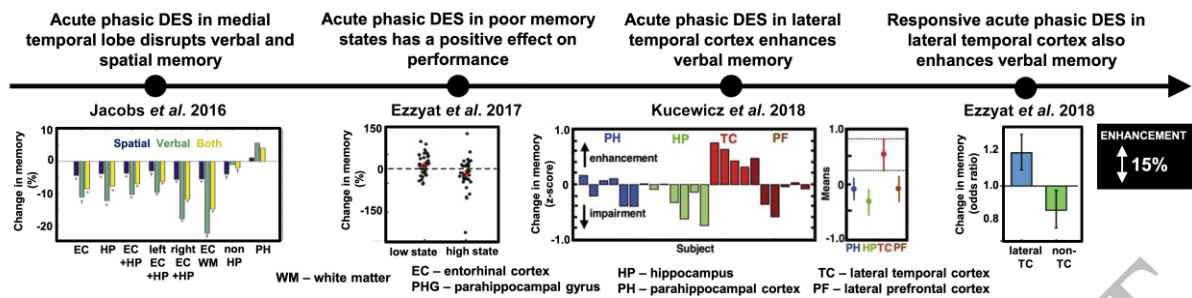 Acute phasic DES in medial
temporal lobe disrupts verbal and
spatial memory
Acute phasic DES in poor memory
states has a positive effect on
performance
Acute phasic DES in lateral
temporal cortex enhances
verbal memory
Responsive acute phasic DES in
lateral temporal cortex also
enhances verbal memory
Jacobs et al. 2016
Ezzyat et al. 2017
Kucewicz et al. 2018
Ezzyat et al. 2018
Change in memory
(%)
10
0
-10
-20
Spatial Verbal Both
EC
HP
EC
+HP
left
EC
+HP
right
EC
+HP
EC
WM
non
HP
PH
Change in memory
(%)
150
0
-150
low state high state
Change in memory
(z-score)
1.0
0
-1.0
PH
HP
TC
PF
enhancement
impairment
Subject
Means
1.0
0
-1.0
PH HP TC PF
Change in memory
(odds ratio)
1.2
1.0
0.8
lateral
TC
non-
TC
ENHANCEMENT
15%
WM – white matter
EC – entorhinal cortex
PHG – parahippocampal gyrus
HP – hippocampus
PH – parahippocampal cortex
TC – lateral temporal cortex
PF – lateral prefrontal cortex